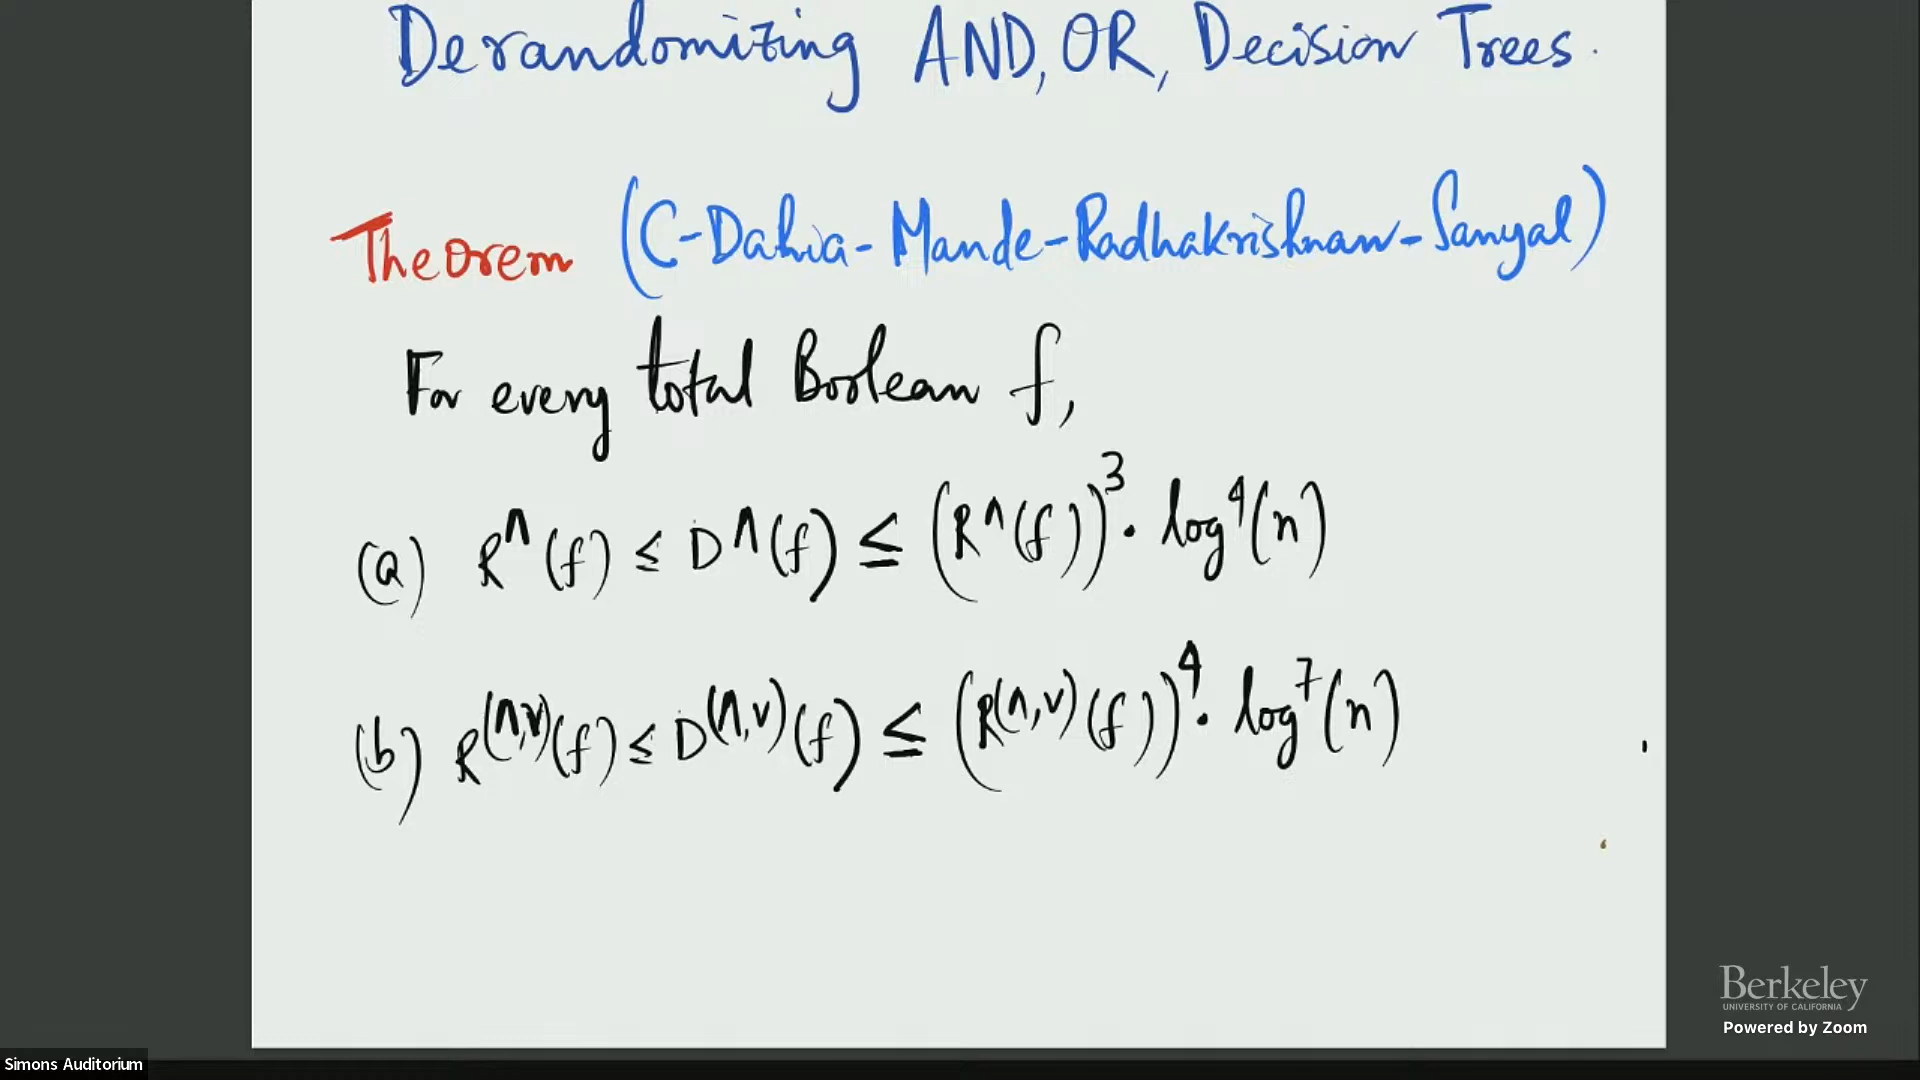 Derandomizing AND, OR, Decision Trees.
Theorem (C-Dahiya-Mande-Radhakrishnan-Sanyal)
For every total Boolean f,
(a) R^∧(f) ≤ D^∧(f) ≤ (R^∧(f))^3 · log^4(n)
(b) R^(∧,∨)(f) ≤ D^(∧,∨)(f) ≤ (R^(∧,∨)(f))^4 · log^7(n)
Berkeley
UNIVERSITY OF CALIFORNIA
Powered by Zoom
Simons Auditorium